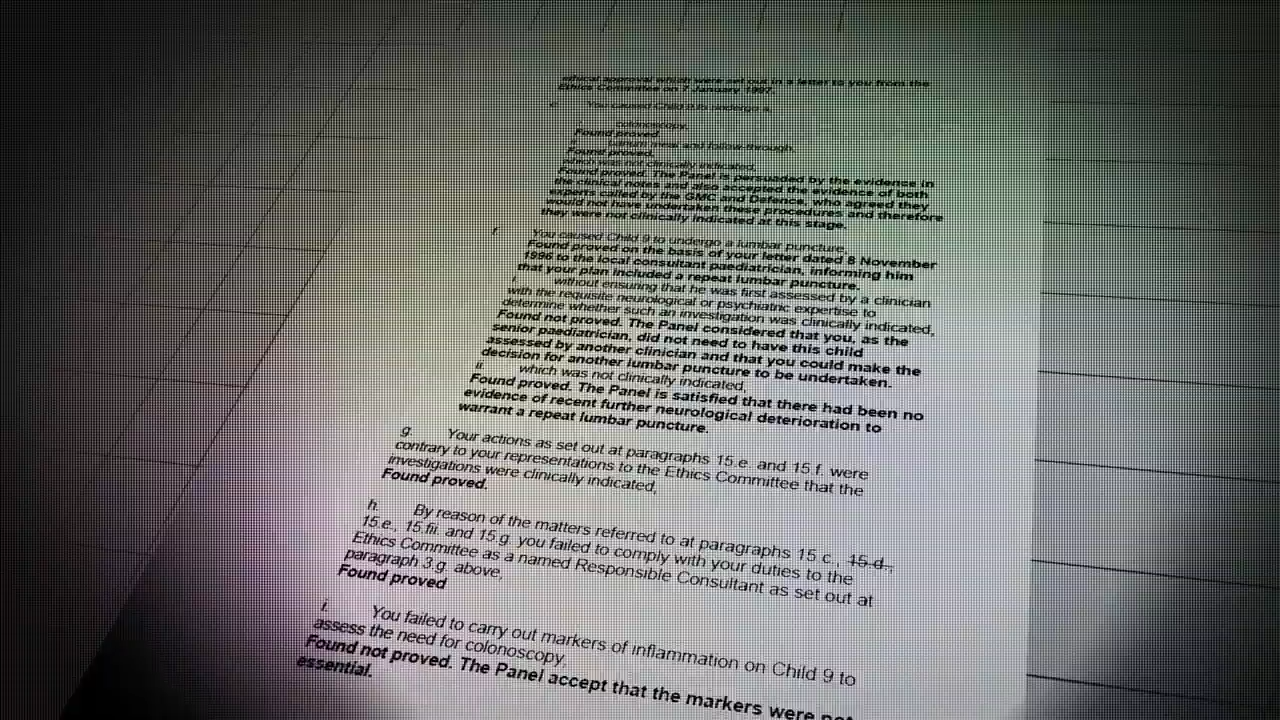 ethical approval which were set out in a letter to you from the
Ethics Committee on 7 January 1997.
e. You caused Child 9 to undergo a,
colonoscopy,
Found proved
barium meal and follow-through,
Found proved,
which was not clinically indicated,
Found proved. The Panel is persuaded by the evidence in
the clinical notes and also accepted the evidence of both
experts called by the GMC and Defence, who agreed they
would not have undertaken these procedures and therefore
they were not clinically indicated at this stage.
f. You caused Child 9 to undergo a lumbar puncture,
Found proved on the basis of your letter dated 8 November
1996 to the local consultant paediatrician, informing him
that your plan included a repeat lumbar puncture.
i. without ensuring that he was first assessed by a clinician
with the requisite neurological or psychiatric expertise to
determine whether such an investigation was clinically indicated,
Found not proved. The Panel considered that you, as the
senior paediatrician, did not need to have this child
assessed by another clinician and that you could make the
decision for another lumbar puncture to be undertaken.
ii. which was not clinically indicated,
Found proved. The Panel is satisfied that there had been no
evidence of recent further neurological deterioration to
warrant a repeat lumbar puncture.
g. Your actions as set out at paragraphs 15.e. and 15.f. were
contrary to your representations to the Ethics Committee that the
investigations were clinically indicated,
Found proved.
h. By reason of the matters referred to at paragraphs 15.c., 15.d.,
15.e., 15.fii. and 15.g. you failed to comply with your duties to the
Ethics Committee as a named Responsible Consultant as set out at
paragraph 3.g. above,
Found proved
i. You failed to carry out markers of inflammation on Child 9 to
assess the need for colonoscopy,
Found not proved. The Panel accept that the markers were not
essential.